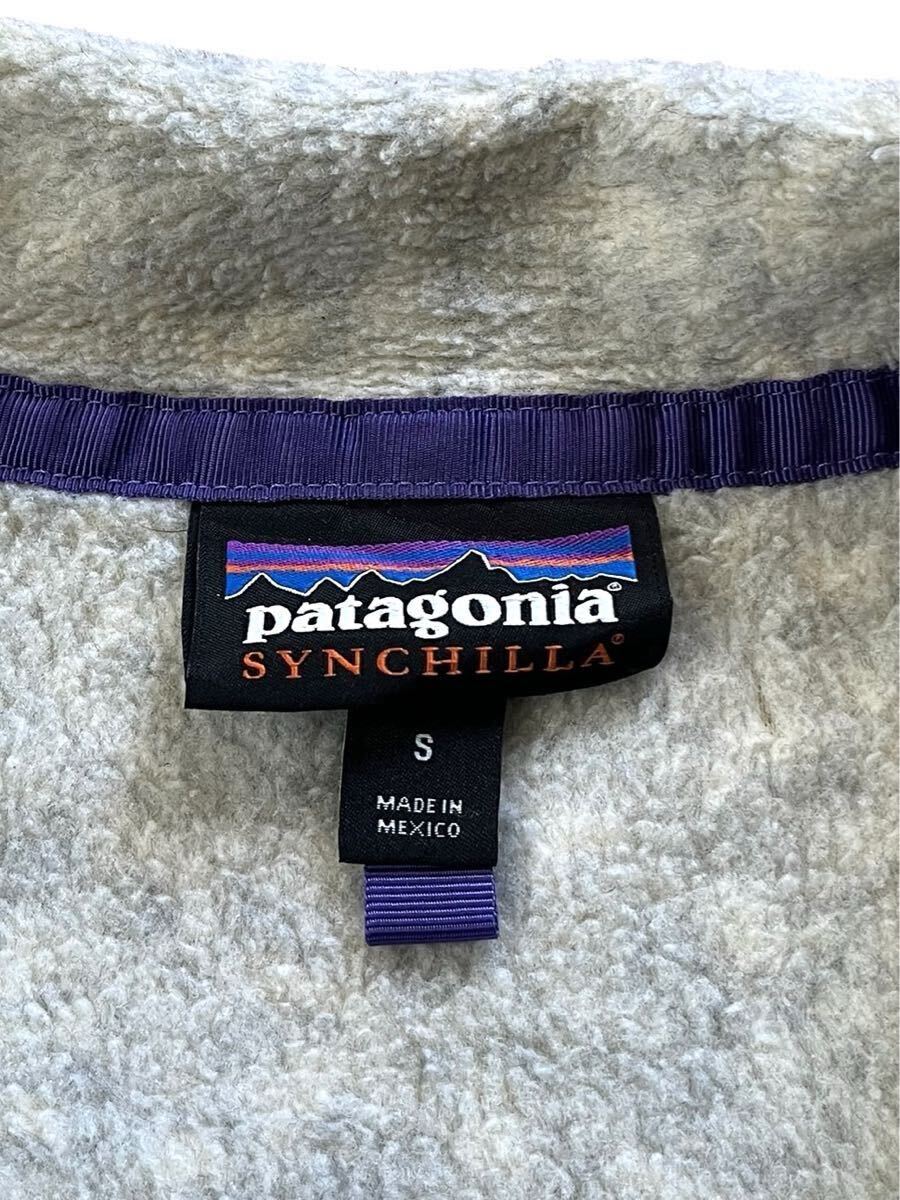 patagonia®
SYNCHILLA®
S
MADE IN
MEXICO